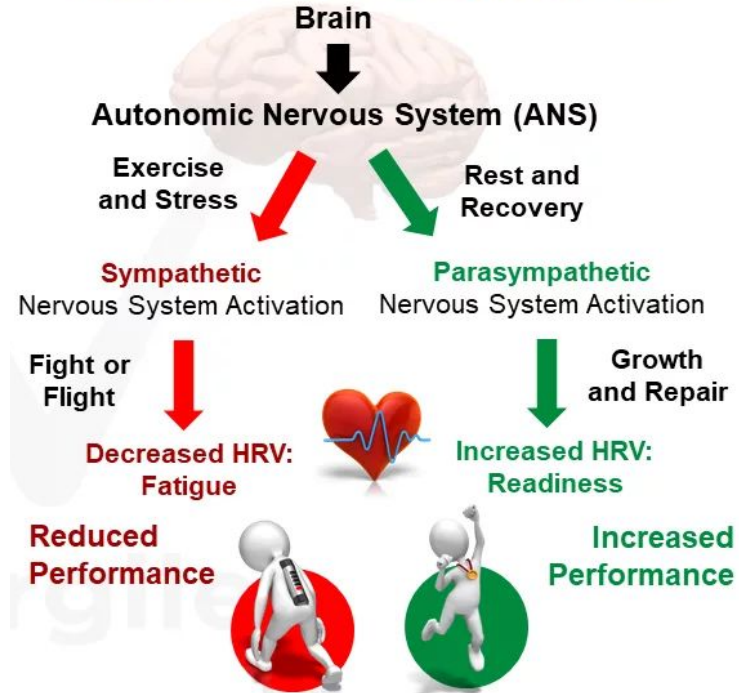 Brain
Autonomic Nervous System (ANS)
Exercise
and Stress
Rest and
Recovery
Sympathetic
Nervous System Activation
Parasympathetic
Nervous System Activation
Fight or
Flight
Growth
and Repair
Decreased HRV:
Fatigue
Increased HRV:
Readiness
Reduced
Performance
Increased
Performance